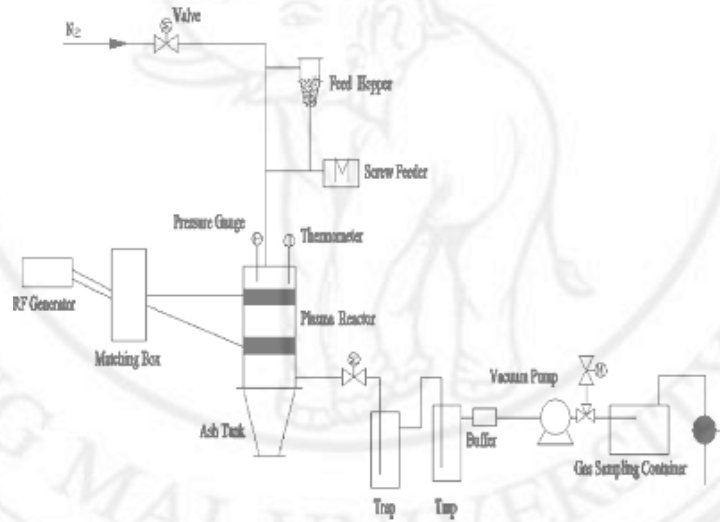 Valve
N2
Feed Hopper
Screw Feeder
Pressure Gauge
Thermometer
RF Generator
Plasma Reactor
Matching Box
Vacuum Pump
Ash Tank
Buffer
Gas Sampling Container
Trap
Trap
M